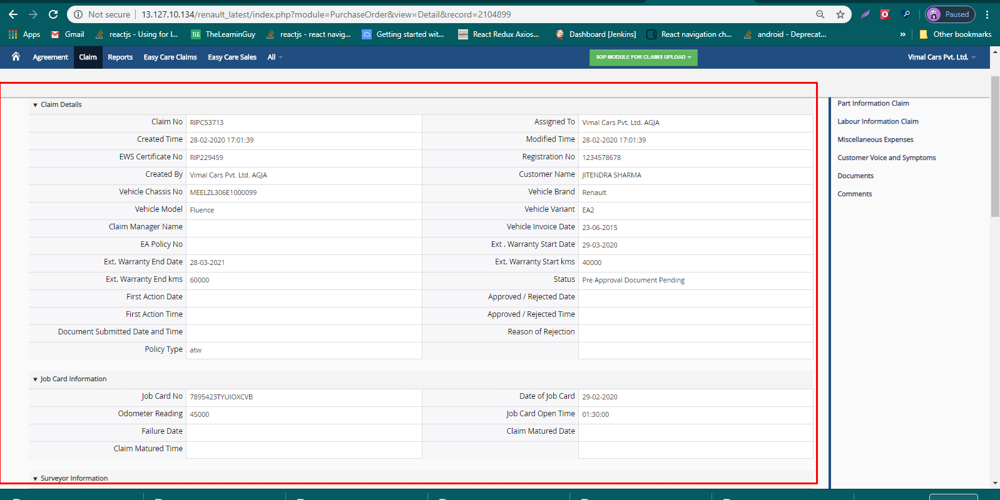 Not secure 13.127.10.134/renault_latest/index.php?module=PurchaseOrder&view=Detail&record=2104899 Paused
Apps Gmail reactjs - Using for l... TLG TheLearnGuy reactjs - react navig... Getting started wit... React Redux Axios... Dashboard [Jenkins] React navigation ch... android - Deprecat... » Other bookmarks
Agreement Claim Reports Easy Care Claims Easy Care Sales All SOP MODULE FOR CLAIMS UPLOAD Vimal Cars Pvt. Ltd.
Claim Details
Claim No RIPC53713 Assigned To Vimal Cars Pvt. Ltd. AGJA
Created Time 28-02-2020 17:01:39 Modified Time 28-02-2020 17:01:39
EWS Certificate No RIP229459 Registration No 1234578678
Created By Vimal Cars Pvt. Ltd. AGJA Customer Name JITENDRA SHARMA
Vehicle Chassis No MEELZL306E1000099 Vehicle Brand Renault
Vehicle Model Fluence Vehicle Variant EA2
Claim Manager Name Vehicle Invoice Date 23-06-2015
EA Policy No Ext . Warranty Start Date 29-03-2020
Ext. Warranty End Date 28-03-2021 Ext. Warranty Start kms 40000
Ext. Warranty End kms 60000 Status Pre Approval Document Pending
First Action Date Approved / Rejected Date
First Action Time Approved / Rejected Time
Document Submitted Date and Time Reason of Rejection
Policy Type atw
Job Card Information
Job Card No 7895423TYUIOXCVB Date of Job Card 29-02-2020
Odometer Reading 45000 Job Card Open Time 01:30:00
Failure Date Claim Matured Date
Claim Matured Time
Surveyor Information
Part Information Claim
Labour Information Claim
Miscellaneous Expenses
Customer Voice and Symptoms
Documents
Comments